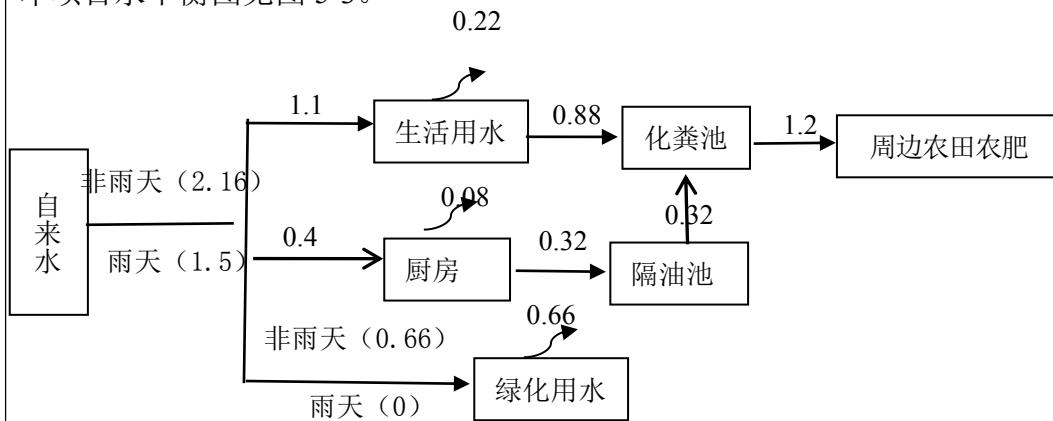 本项目水平衡图见图 3-3。
0.22
1.1
生活用水
0.88
化粪池
1.2
周边农田农肥
自来水
非雨天（2.16）
雨天（1.5）
0.4
0.08
厨房
0.32
隔油池
0.32
非雨天（0.66）
雨天（0）
0.66
绿化用水